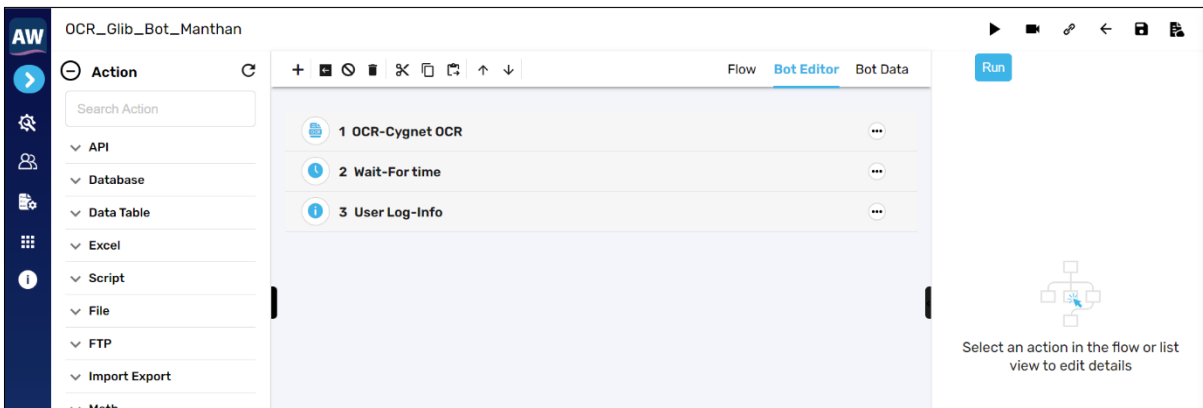 AW
OCR_Glib_Bot_Manthan
Action
Search Action
API
Database
Data Table
Excel
Script
File
FTP
Import Export
Math
Flow Bot Editor Bot Data
1 OCR-Cygnet OCR
2 Wait-For time
3 User Log-Info
Run
Select an action in the flow or list
view to edit details